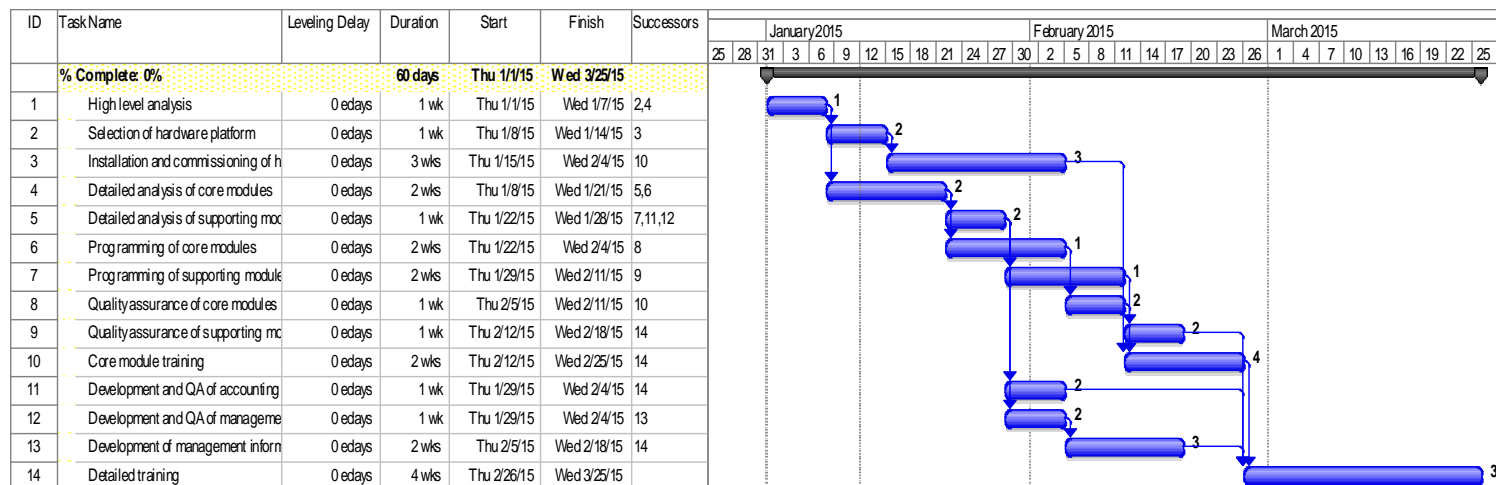 ID Task Name Leveling Delay Duration Start Finish Successors January 2015 February 2015 March 2015
25 28 31 3 6 9 12 15 18 21 24 27 30 2 5 8 11 14 17 20 23 26 1 4 7 10 13 16 19 22 25
% Complete: 0% 60 days Thu 1/1/15 Wed 3/25/15
1 High level analysis 0 edays 1 wk Thu 1/1/15 Wed 1/7/15 2,4 1
2 Selection of hardware platform 0 edays 1 wk Thu 1/8/15 Wed 1/14/15 3 2
3 Installation and commissioning of h 0 edays 3 wks Thu 1/15/15 Wed 2/4/15 10 3
4 Detailed analysis of core modules 0 edays 2 wks Thu 1/8/15 Wed 1/21/15 5,6 2
5 Detailed analysis of supporting moc 0 edays 1 wk Thu 1/22/15 Wed 1/28/15 7,11,12 2
6 Programming of core modules 0 edays 2 wks Thu 1/22/15 Wed 2/4/15 8 1
7 Programming of supporting module 0 edays 2 wks Thu 1/29/15 Wed 2/11/15 9 1
8 Quality assurance of core modules 0 edays 1 wk Thu 2/5/15 Wed 2/11/15 10 2
9 Quality assurance of supporting mc 0 edays 1 wk Thu 2/12/15 Wed 2/18/15 14 2
10 Core module training 0 edays 2 wks Thu 2/12/15 Wed 2/25/15 14 4
11 Development and QA of accounting 0 edays 1 wk Thu 1/29/15 Wed 2/4/15 14 2
12 Development and QA of manageme 0 edays 1 wk Thu 1/29/15 Wed 2/4/15 13 2
13 Development of management inforn 0 edays 2 wks Thu 2/5/15 Wed 2/18/15 14 3
14 Detailed training 0 edays 4 wks Thu 2/26/15 Wed 3/25/15 3